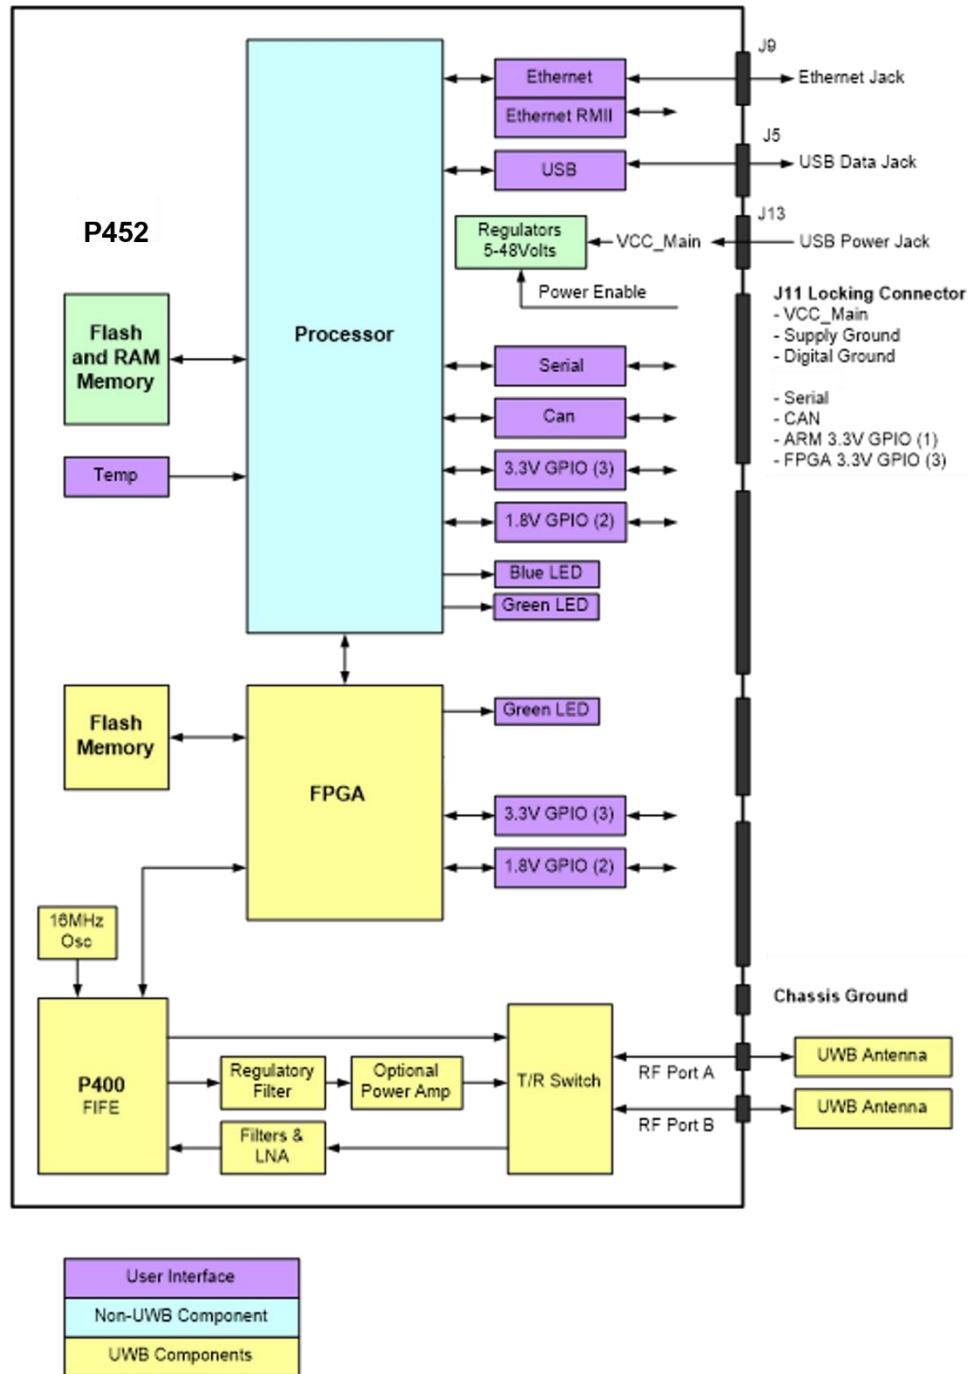 J9
Ethernet
Ethernet Jack
Ethernet RMII
J5
USB
USB Data Jack
P452
J13
Regulators
5-48Volts
VCC_Main
USB Power Jack
Power Enable
J11 Locking Connector
- VCC_Main
- Supply Ground
- Digital Ground
- Serial
- CAN
- ARM 3.3V GPIO (1)
- FPGA 3.3V GPIO (3)
Processor
Flash
and RAM
Memory
Temp
Serial
Can
3.3V GPIO (3)
1.8V GPIO (2)
Blue LED
Green LED
Flash
Memory
FPGA
Green LED
3.3V GPIO (3)
1.8V GPIO (2)
16MHz
Osc
Chassis Ground
P400
FIFE
Regulatory
Filter
Optional
Power Amp
Filters &
LNA
T/R Switch
RF Port A
UWB Antenna
RF Port B
UWB Antenna
User Interface
Non-UWB Component
UWB Components